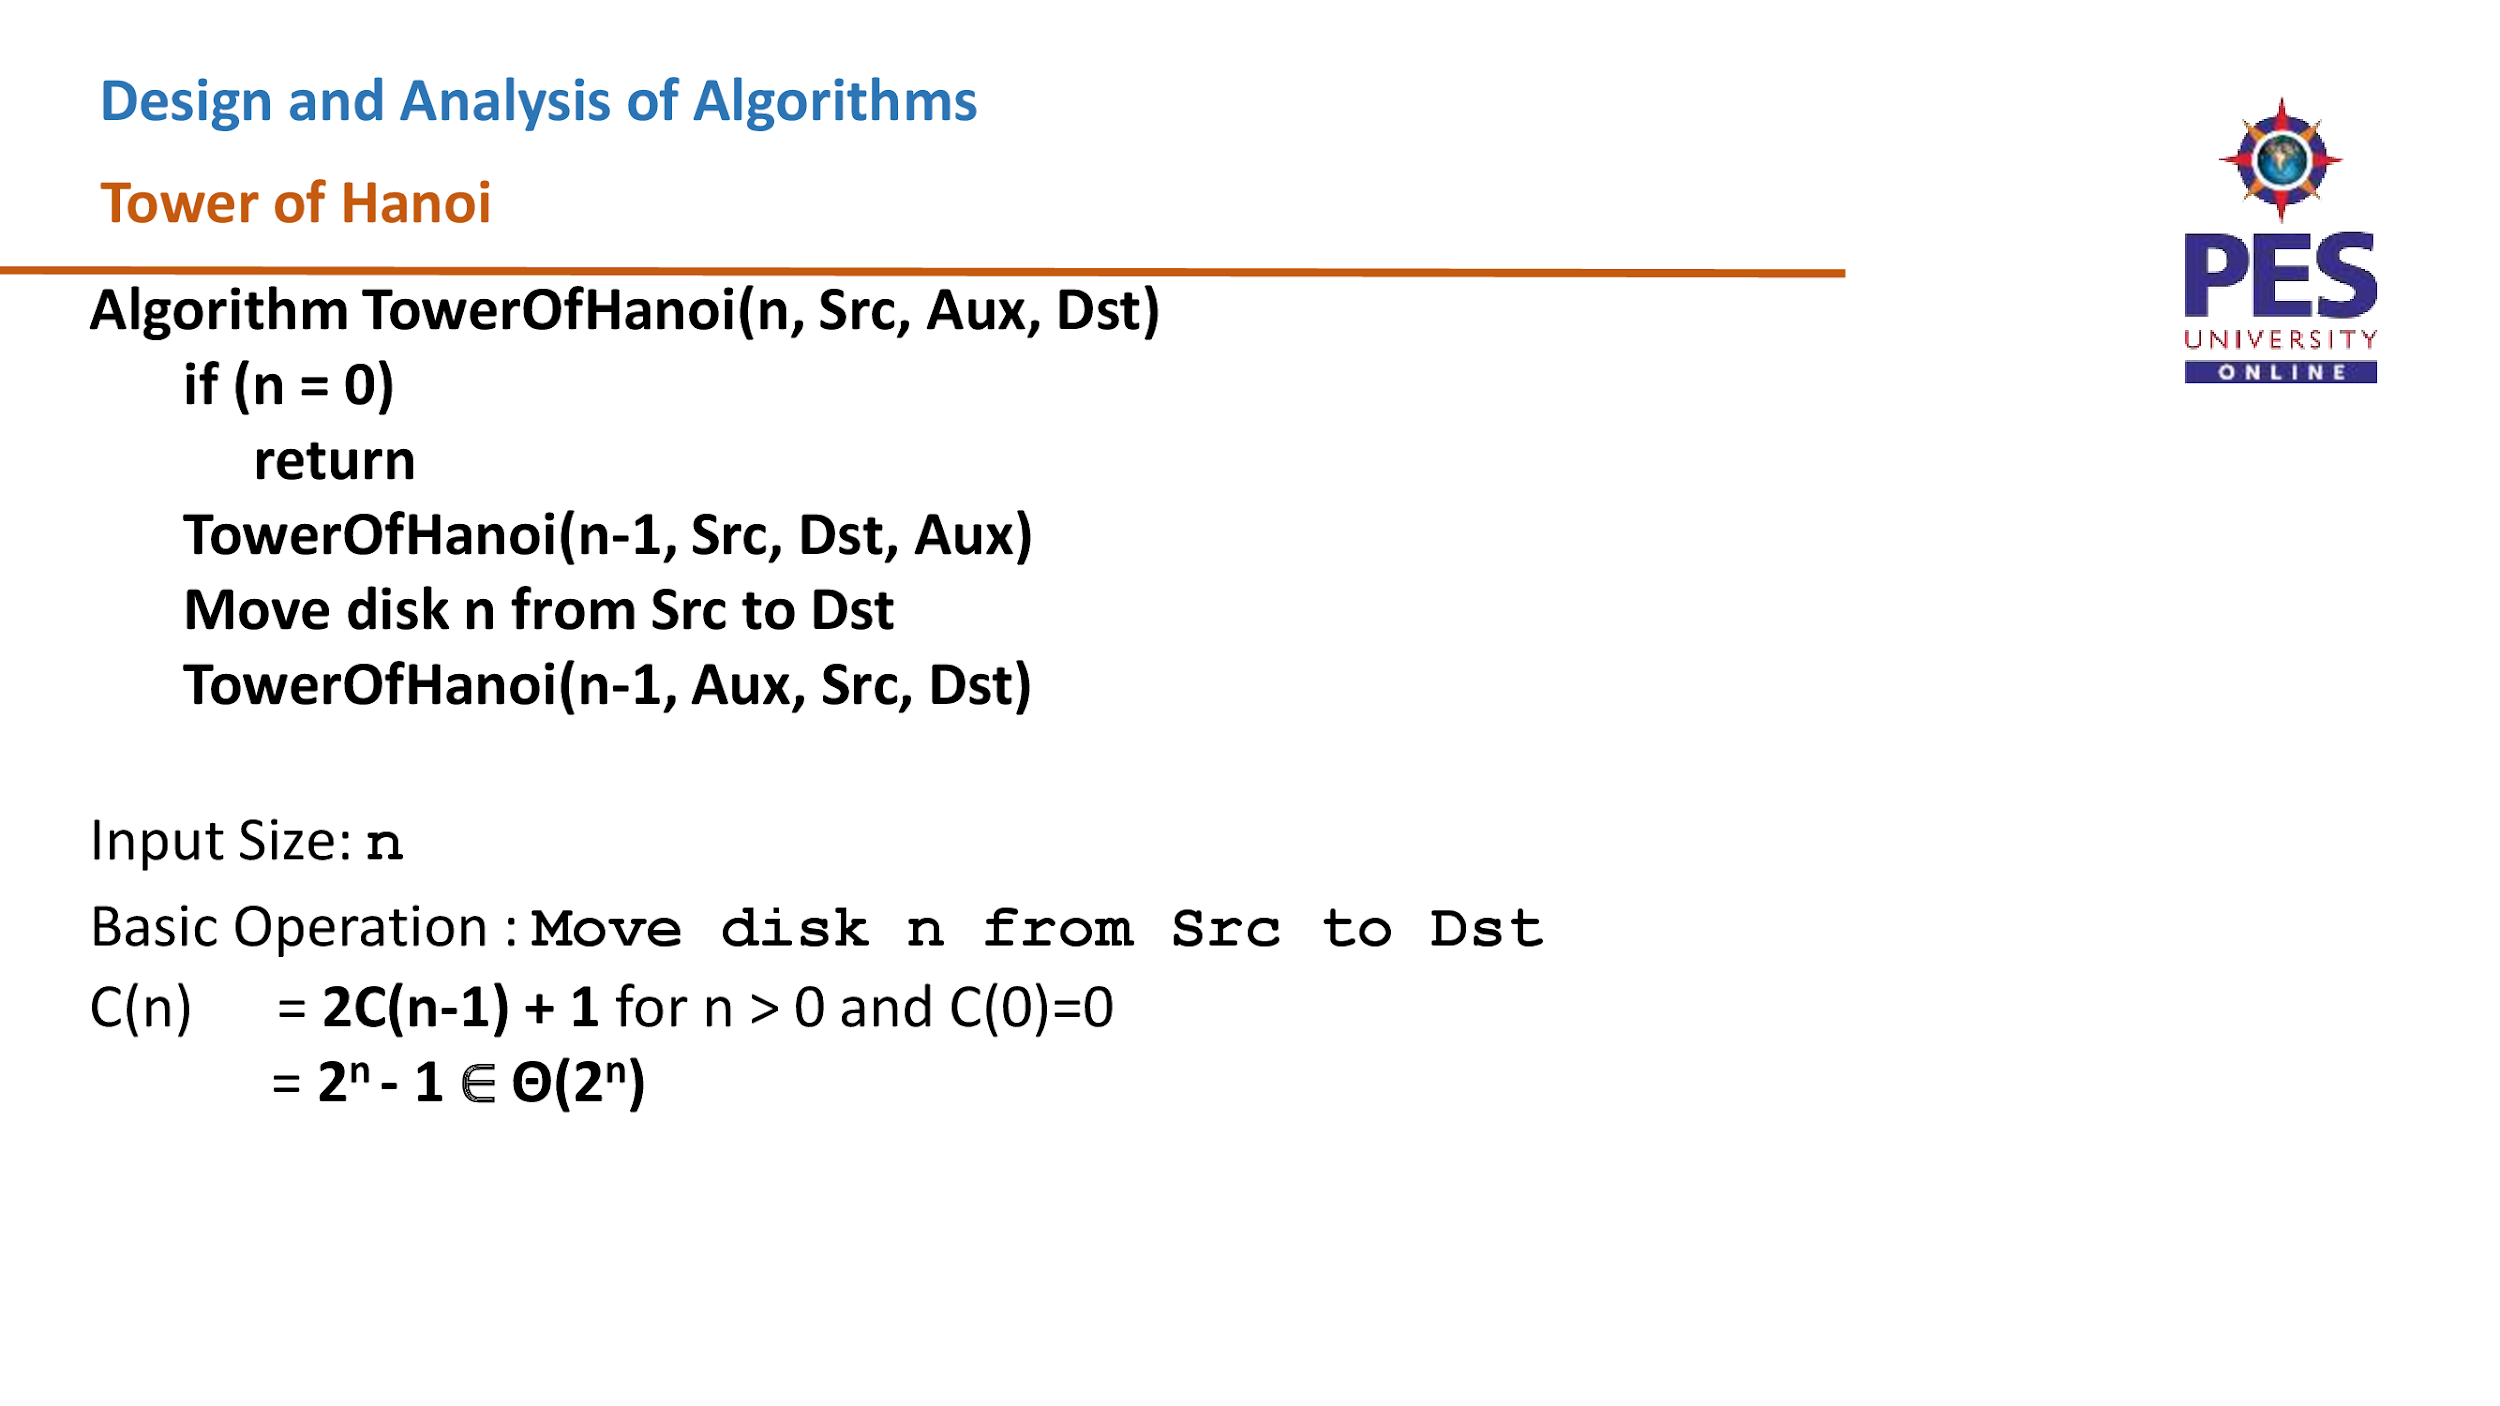 Design and Analysis of Algorithms
Tower of Hanoi
PES
UNIVERSITY
ONLINE
Algorithm TowerOfHanoi(n, Src, Aux, Dst)
if (n = 0)
return
TowerOfHanoi(n-1, Src, Dst, Aux)
Move disk n from Src to Dst
TowerOfHanoi(n-1, Aux, Src, Dst)
Input Size: n
Basic Operation : Move disk n from Src to Dst
C(n) = 2C(n-1) + 1 for n > 0 and C(0)=0
= 2ⁿ - 1 ∈ Θ(2ⁿ)